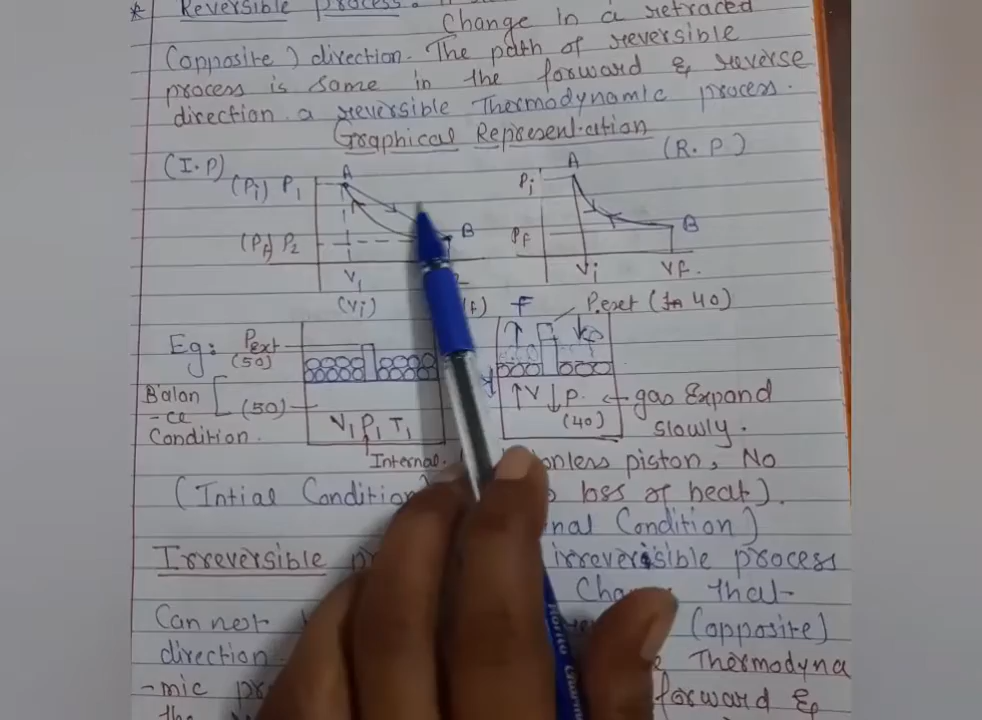 * Reversible process.
Change in a retraced
(opposite) direction. The path of reversible
process is same in the forward & reverse
direction a reversible Thermodynamic process.
Graphical Representation
(I.P) (R.P)
(Pi) P1 A B
(Pf) P2
V1
(Vi)
A B
Pi
Pf
Vi Vf.
Eg: Pext (50)
Balan
-ce (50)
Condition.
V1 P1 T1
Internal.
F Pext (40)
↑V ↓P. ← gas Expand
(40) slowly.
onless piston, No
(Intial Condition loss of heat).
nal Condition)
Irreversible irreversible process
that
Can not (opposite)
direction. Thermodyna
-mic forward &